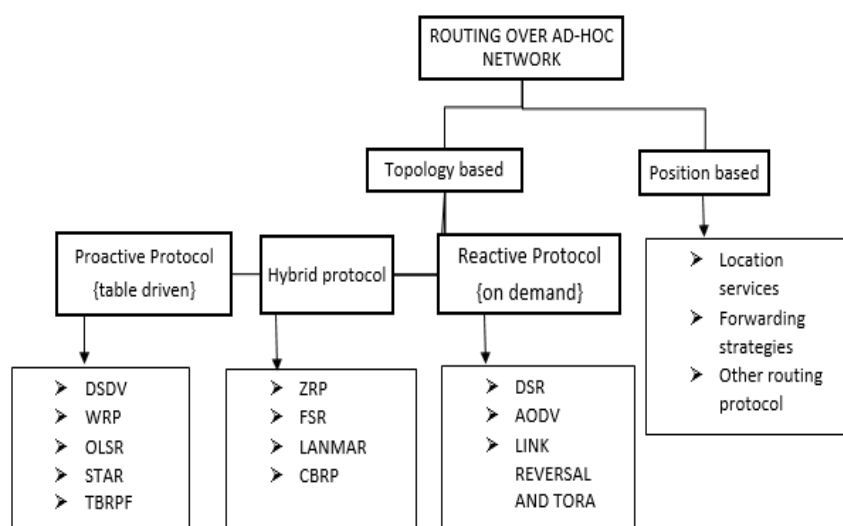 ROUTING OVER AD-HOC
NETWORK
Topology based
Position based
Proactive Protocol
{table driven}
Hybrid protocol
Reactive Protocol
{on demand}
➤ Location
services
➤ Forwarding
strategies
➤ Other routing
protocol
➤ DSDV
➤ WRP
➤ OLSR
➤ STAR
➤ TBRPF
➤ ZRP
➤ FSR
➤ LANMAR
➤ CBRP
➤ DSR
➤ AODV
➤ LINK
REVERSAL
AND TORA